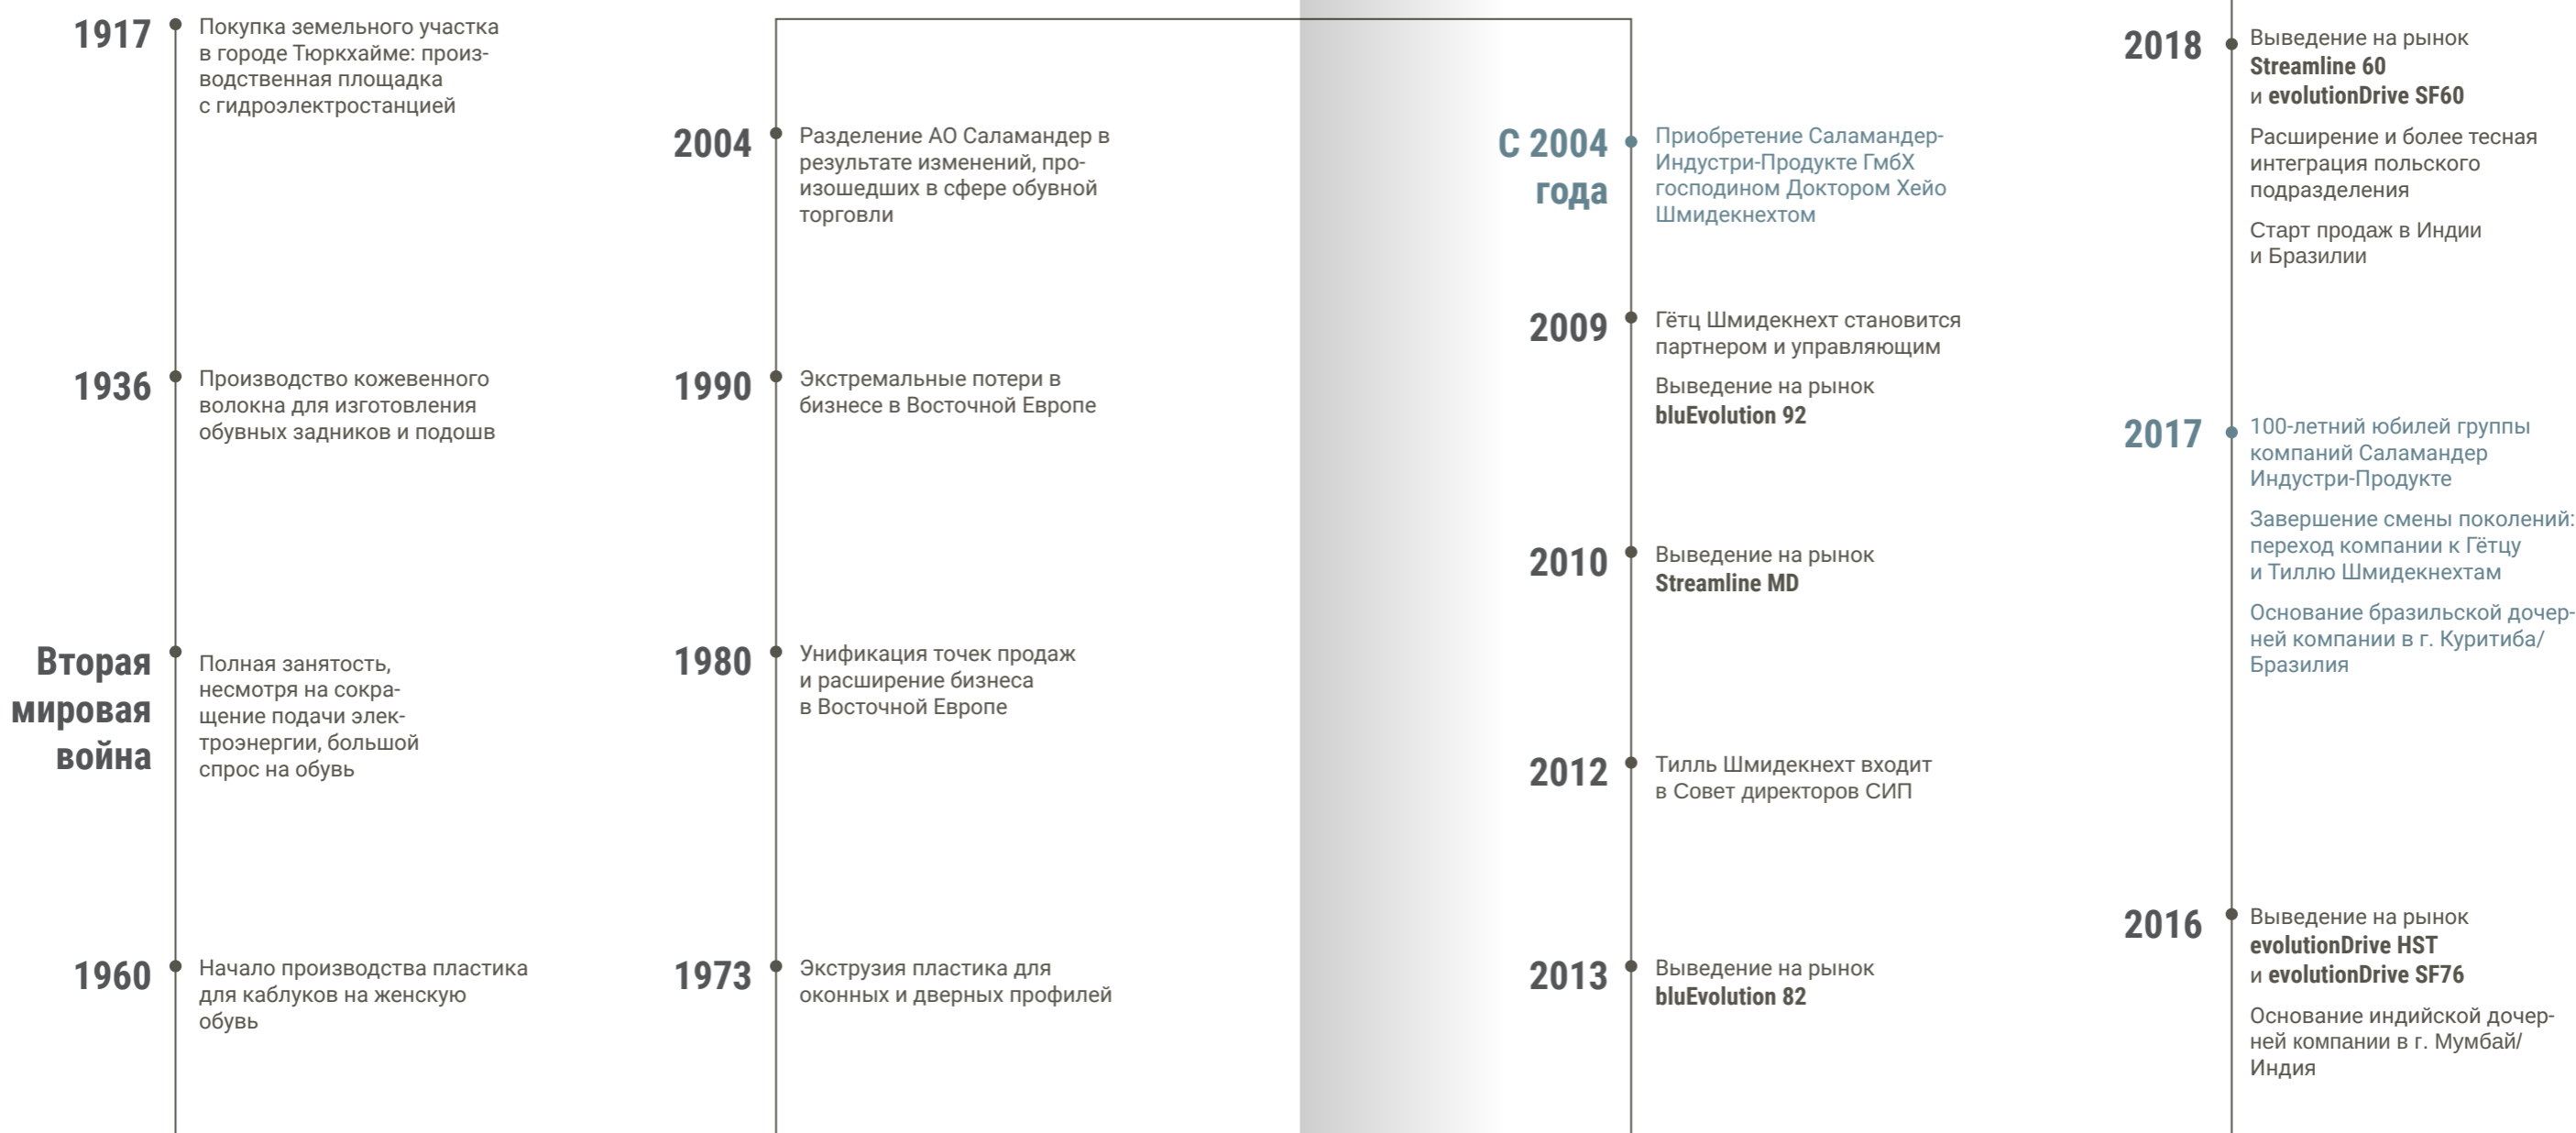 1917
Покупка земельного участка
в городе Тюркхайме: произ-
водственная площадка
с гидроэлектростанцией
1936
Производство кожевенного
волокна для изготовления
обувных задников и подошв
Вторая
мировая
война
Полная занятость,
несмотря на сокра-
щение подачи элек-
троэнергии, большой
спрос на обувь
1960
Начало производства пластика
для каблуков на женскую
обувь
2004
Разделение АО Саламандер в
результате изменений, про-
изошедших в сфере обувной
торговли
1990
Экстремальные потери в
бизнесе в Восточной Европе
1980
Унификация точек продаж
и расширение бизнеса
в Восточной Европе
1973
Экструзия пластика для
оконных и дверных профилей
С 2004
года
Приобретение Саламандер-
Индустри-Продукте ГмбХ
господином Доктором Хейо
Шмидекнехтом
2009
Гётц Шмидекнехт становится
партнером и управляющим
Выведение на рынок
bluEvolution 92
2010
Выведение на рынок
Streamline MD
2012
Тилль Шмидекнехт входит
в Совет директоров СИП
2013
Выведение на рынок
bluEvolution 82
2018
Выведение на рынок
Streamline 60
и evolutionDrive SF60
Расширение и более тесная
интеграция польского
подразделения
Старт продаж в Индии
и Бразилии
2017
100-летний юбилей группы
компаний Саламандер
Индустри-Продукте
Завершение смены поколений:
переход компании к Гётцу
и Тиллю Шмидекнехтам
Основание бразильской дочер-
ней компании в г. Куритиба/
Бразилия
2016
Выведение на рынок
evolutionDrive HST
и evolutionDrive SF76
Основание индийской дочер-
ней компании в г. Мумбай/
Индия